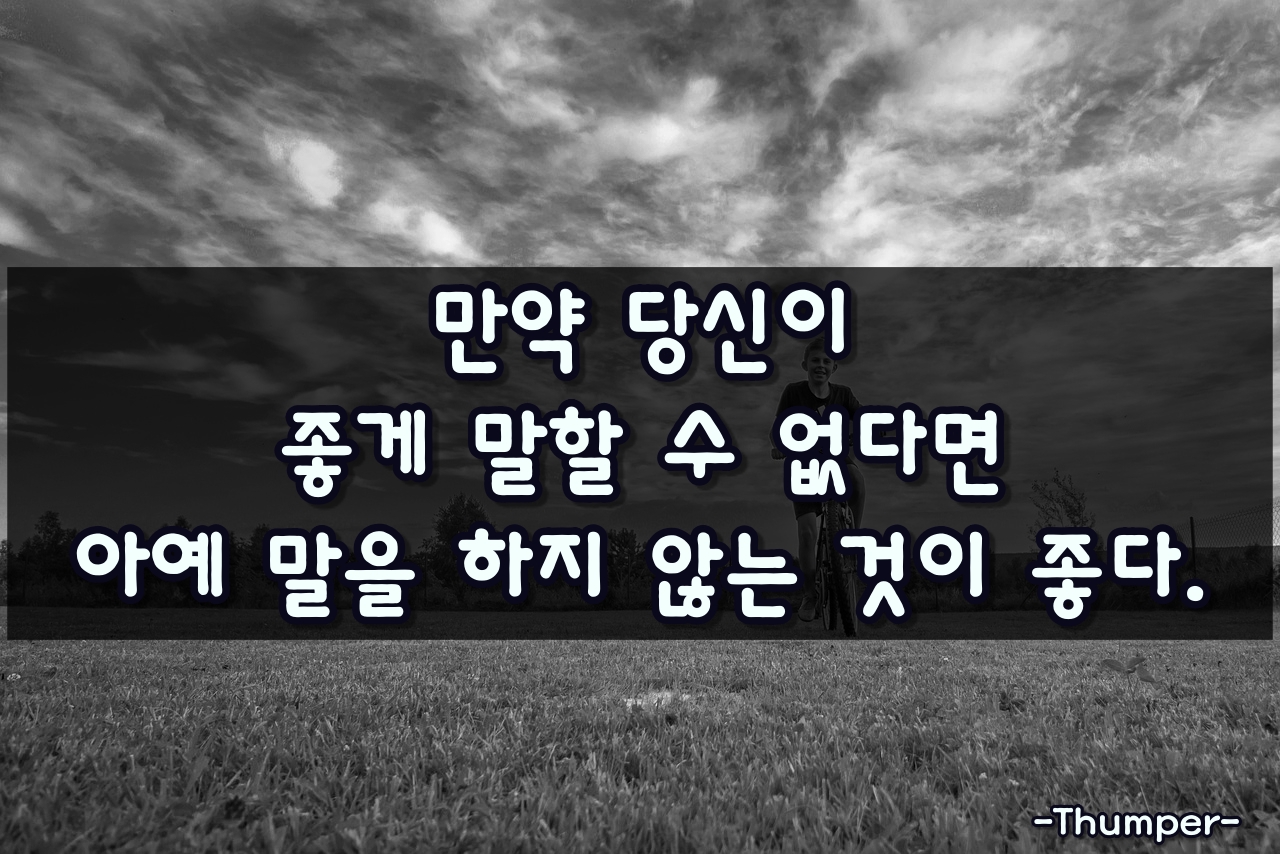 만약 당신이
좋게 말할 수 없다면
아예 말을 하지 않는 것이 좋다.
-Thumper-